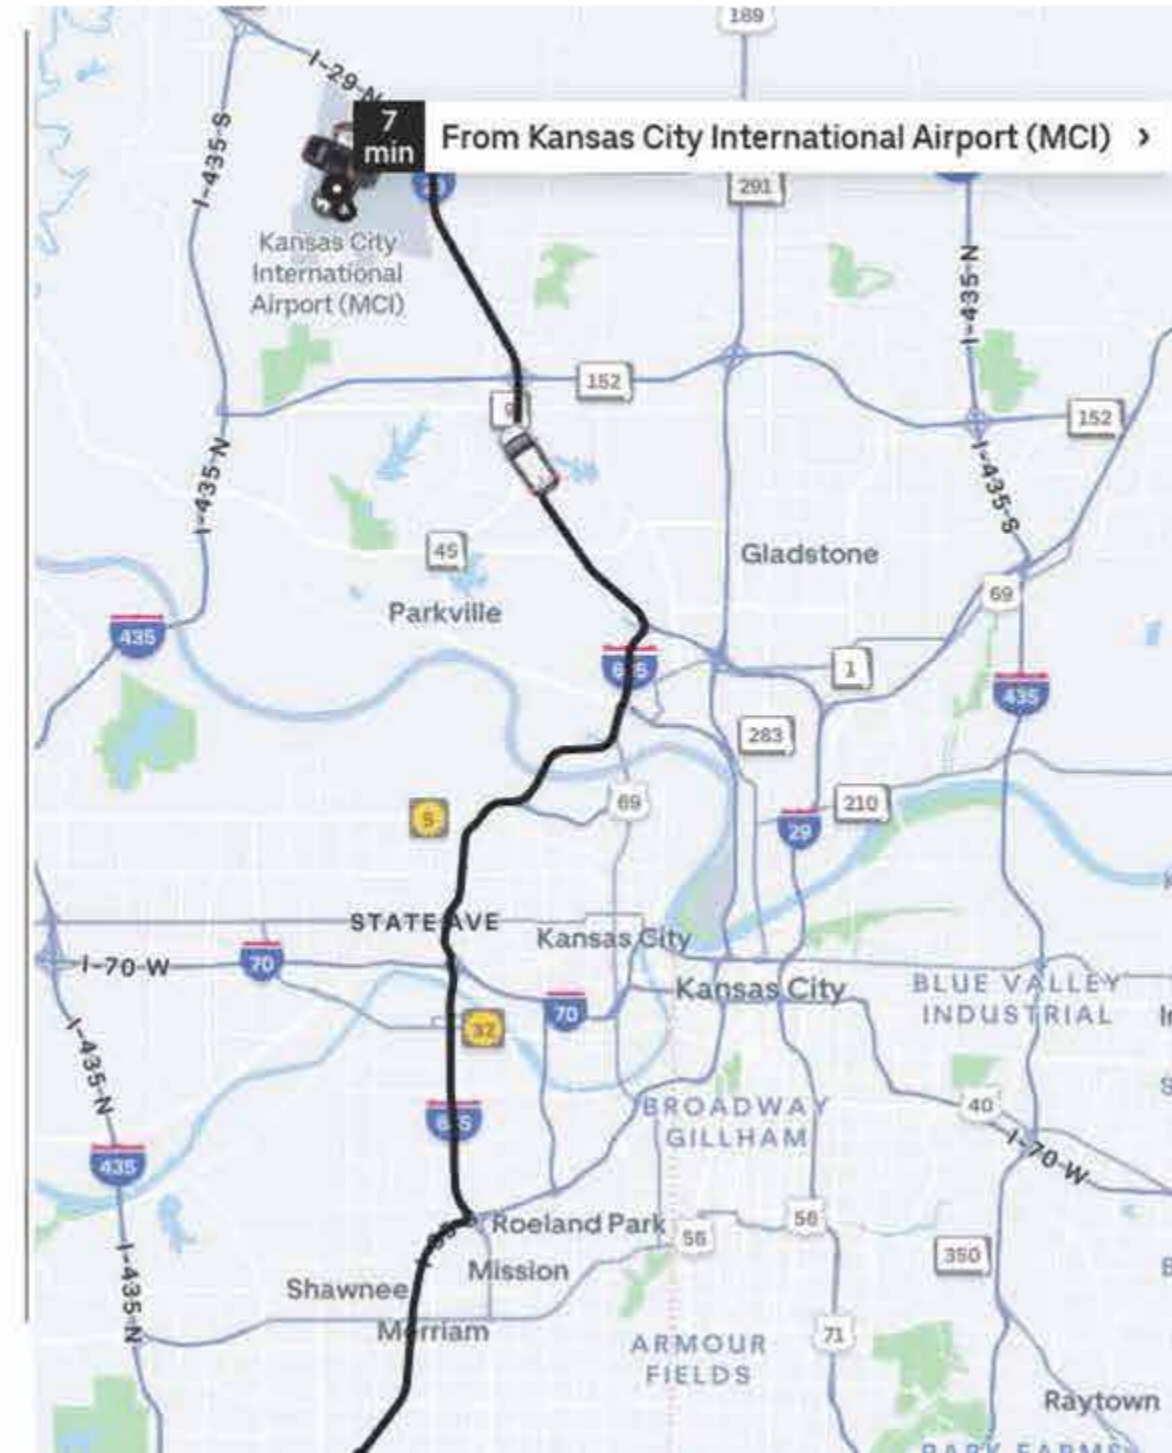 189
I-29-N
7
min
From Kansas City International Airport (MCI) ›
I-435-S
291
Kansas City
International
Airport (MCI)
I-435-N
152
9
152
I-435-N
I-435-S
45
Gladstone
69
Parkville
435
1
435
283
69
210
5
29
STATE AVE
Kansas City
I-70-W
70
Kansas City
BLUE VALLEY
INDUSTRIAL
70
32
I-435-N
BROADWAY
GILLHAM
40
I-70-W
435
Roeland Park
56
56
350
I-435-N
Mission
Shawnee
Merriam
71
ARMOUR
FIELDS
Raytown